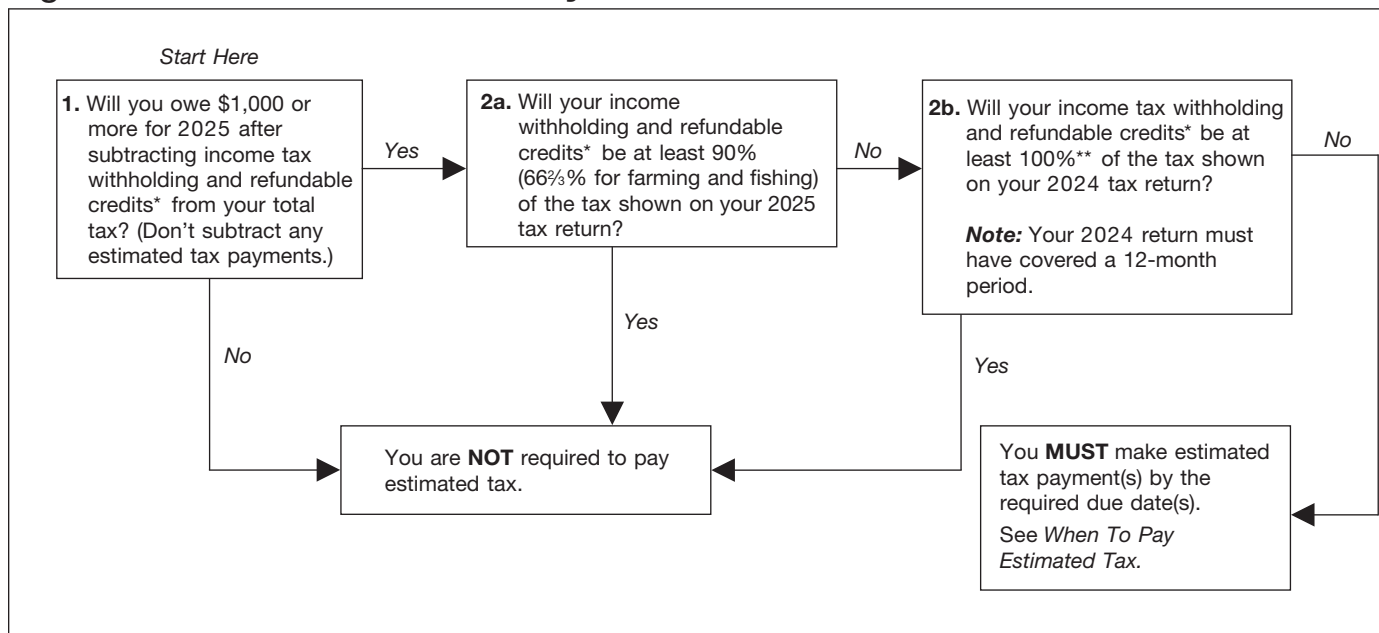 Start Here
1. Will you owe $1,000 or
more for 2025 after
subtracting income tax
withholding and refundable
credits* from your total
tax? (Don’t subtract any
estimated tax payments.)
Yes
2a. Will your income
withholding and refundable
credits* be at least 90%
(66⅔% for farming and fishing)
of the tax shown on your 2025
tax return?
No
2b. Will your income tax withholding
and refundable credits* be at
least 100%** of the tax shown
on your 2024 tax return?
Note: Your 2024 return must
have covered a 12-month
period.
No
No
Yes
Yes
You are NOT required to pay
estimated tax.
You MUST make estimated
tax payment(s) by the
required due date(s).
See When To Pay
Estimated Tax.